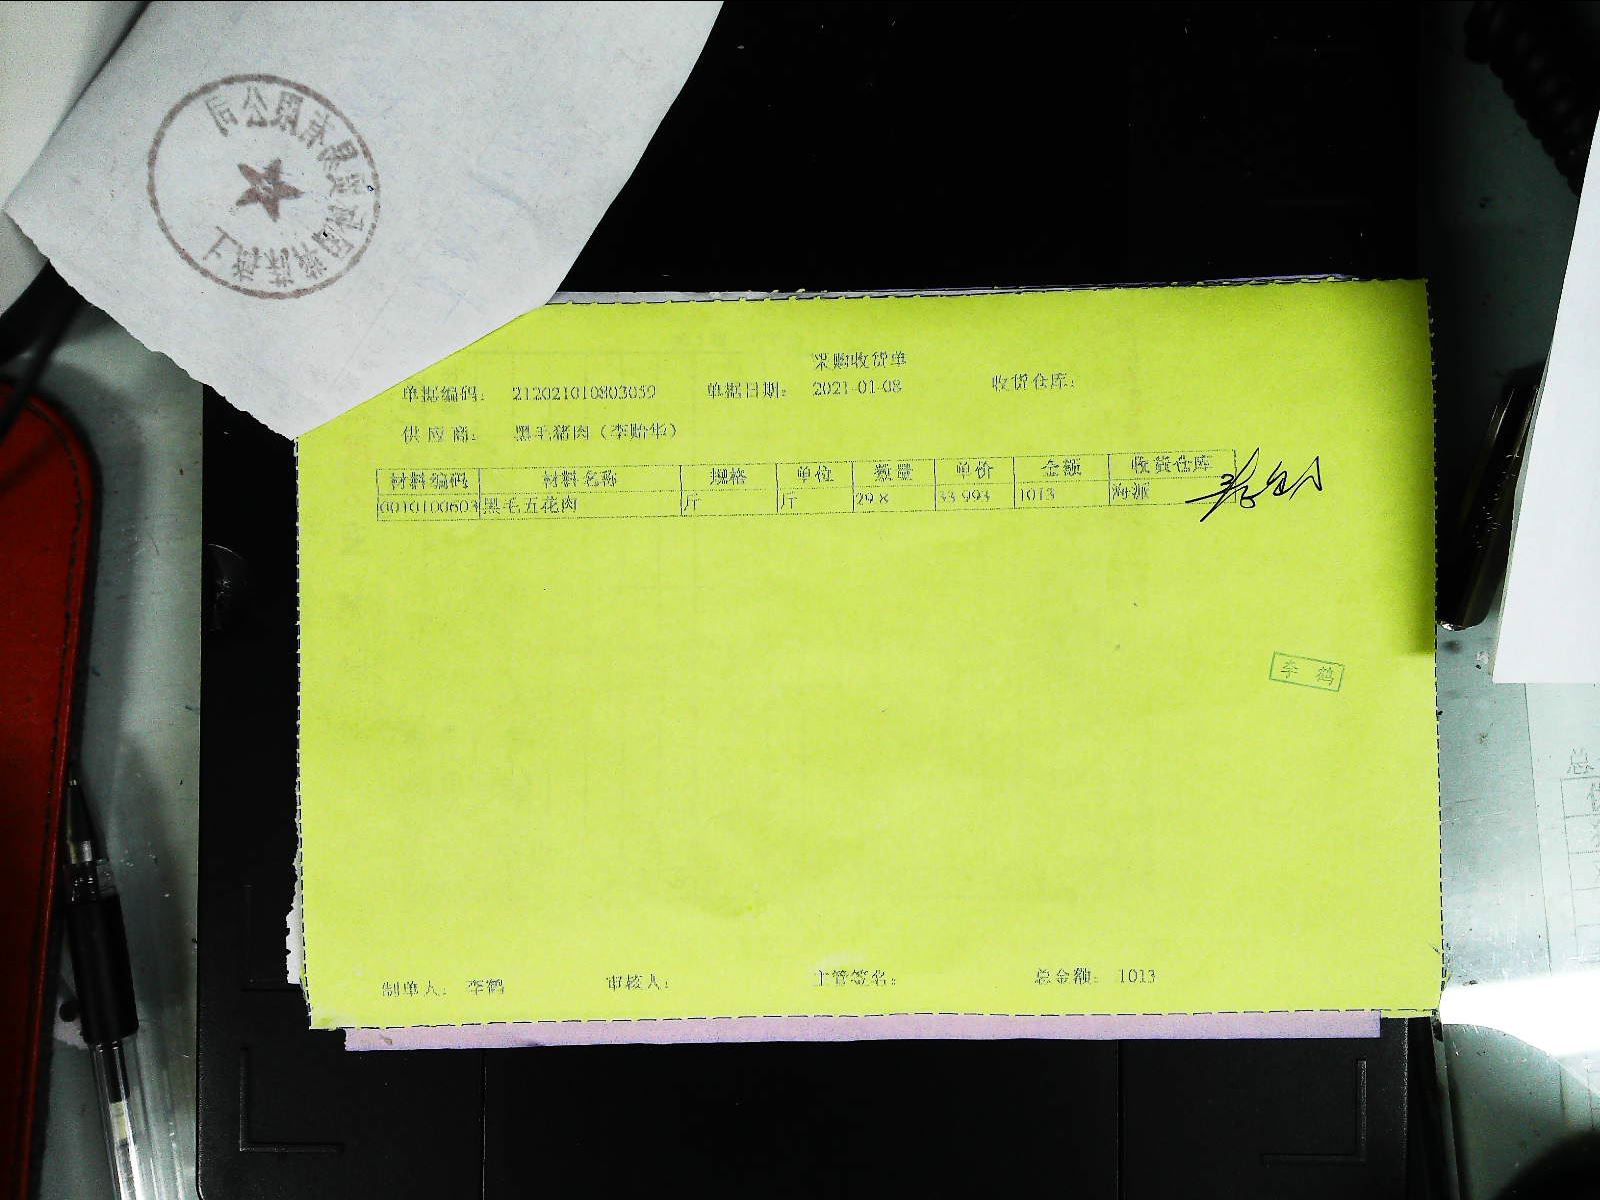 采购收货单
单据编码： 212021010803059 单据日期： 2021-01-08 收货仓库：
供 应 商： 黑毛猪肉（李贻华）
材料编码 材料名称 规格 单位 数量 单价 金额 收货仓库
0010100603 黑毛五花肉 斤 斤 29.8 33.993 1013 海派
李 鹤
制单人： 李鹤 审核人： 主管签名： 总金额： 1013
总